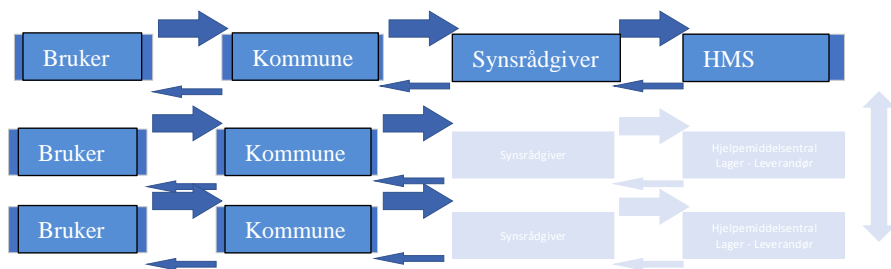 Bruker Kommune Synsrådgiver HMS
Bruker Kommune Synsrådgiver Hjelpemiddelsentral
Lager - Leverandør
Bruker Kommune Synsrådgiver Hjelpemiddelsentral
Lager - Leverandør